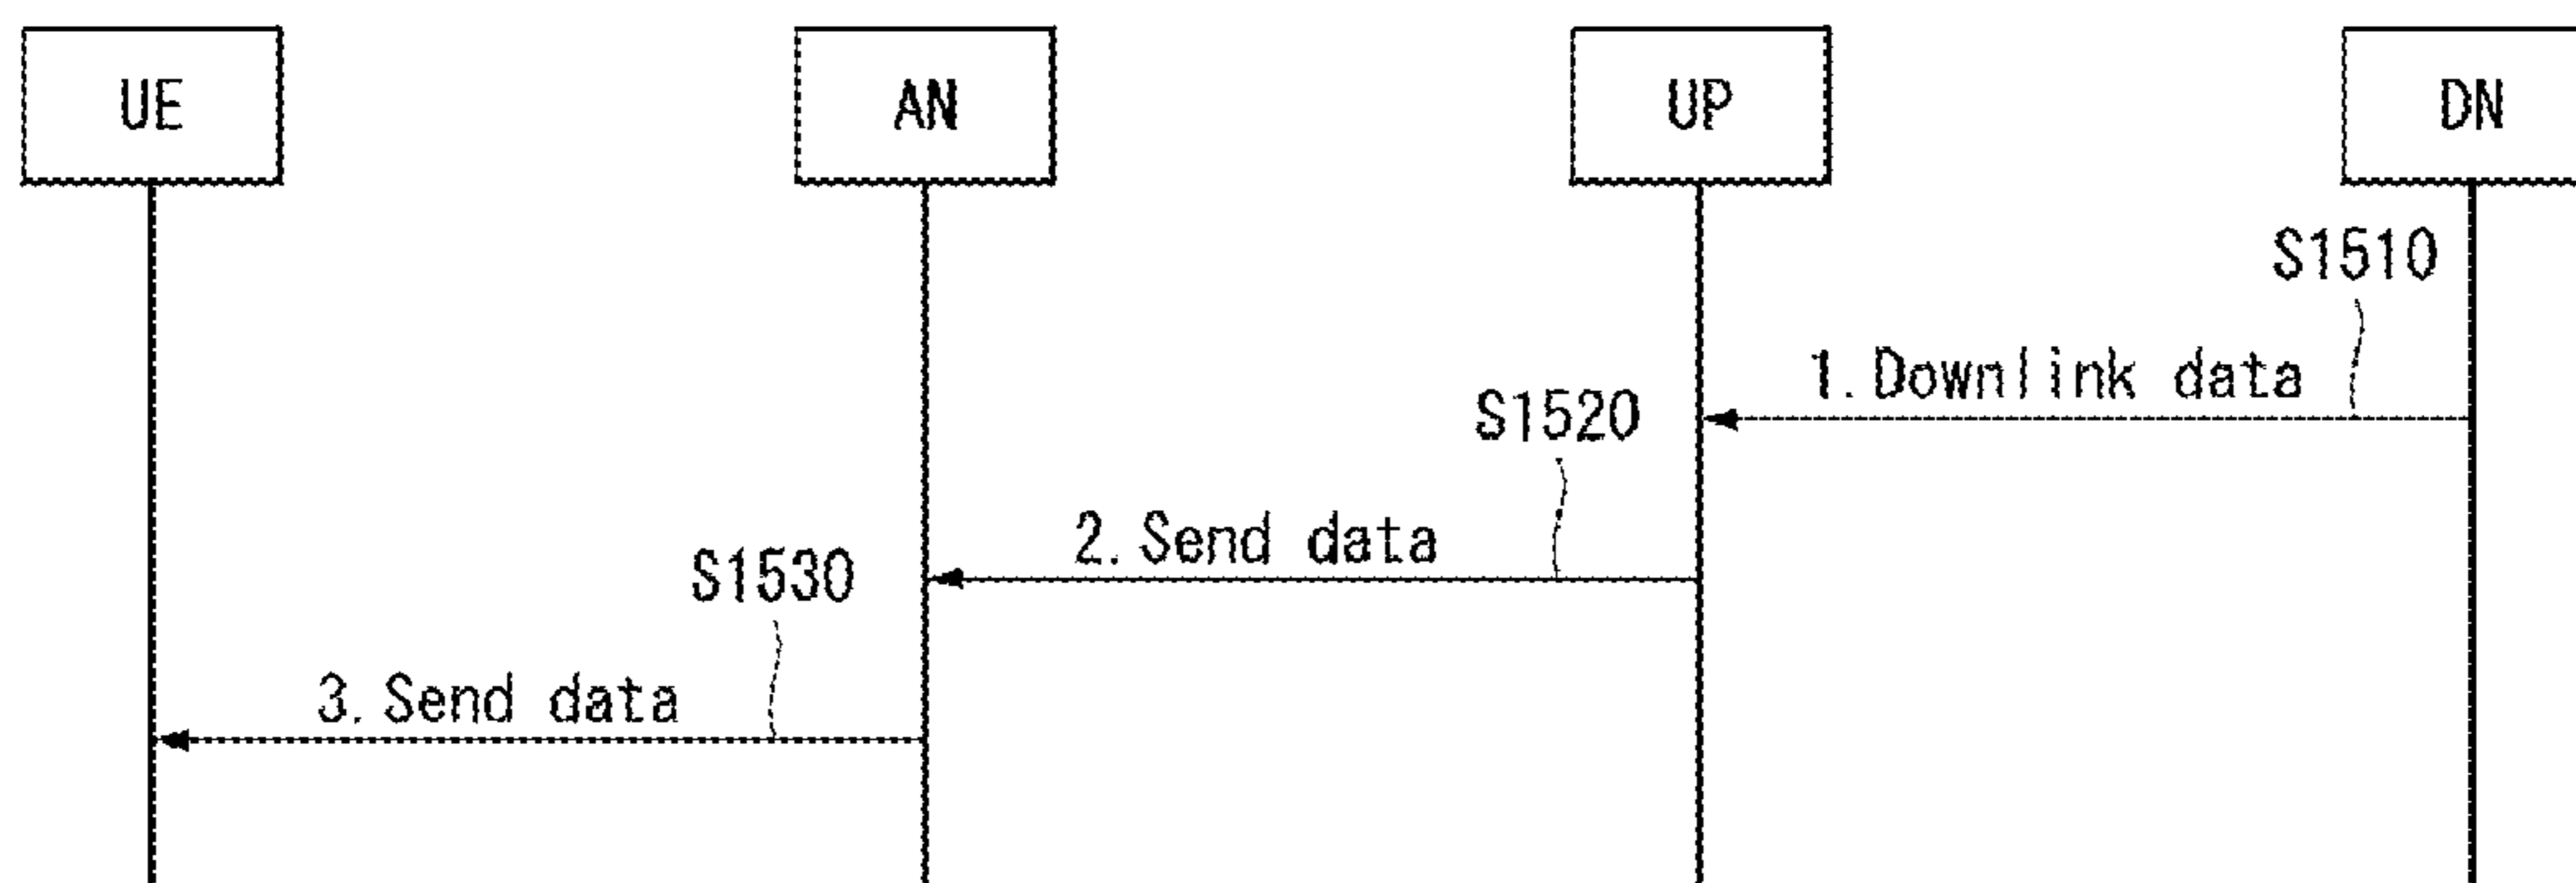 UE
AN
UP
DN
S1510
1.Downlink data
S1520
2.Send data
S1530
3.Send data